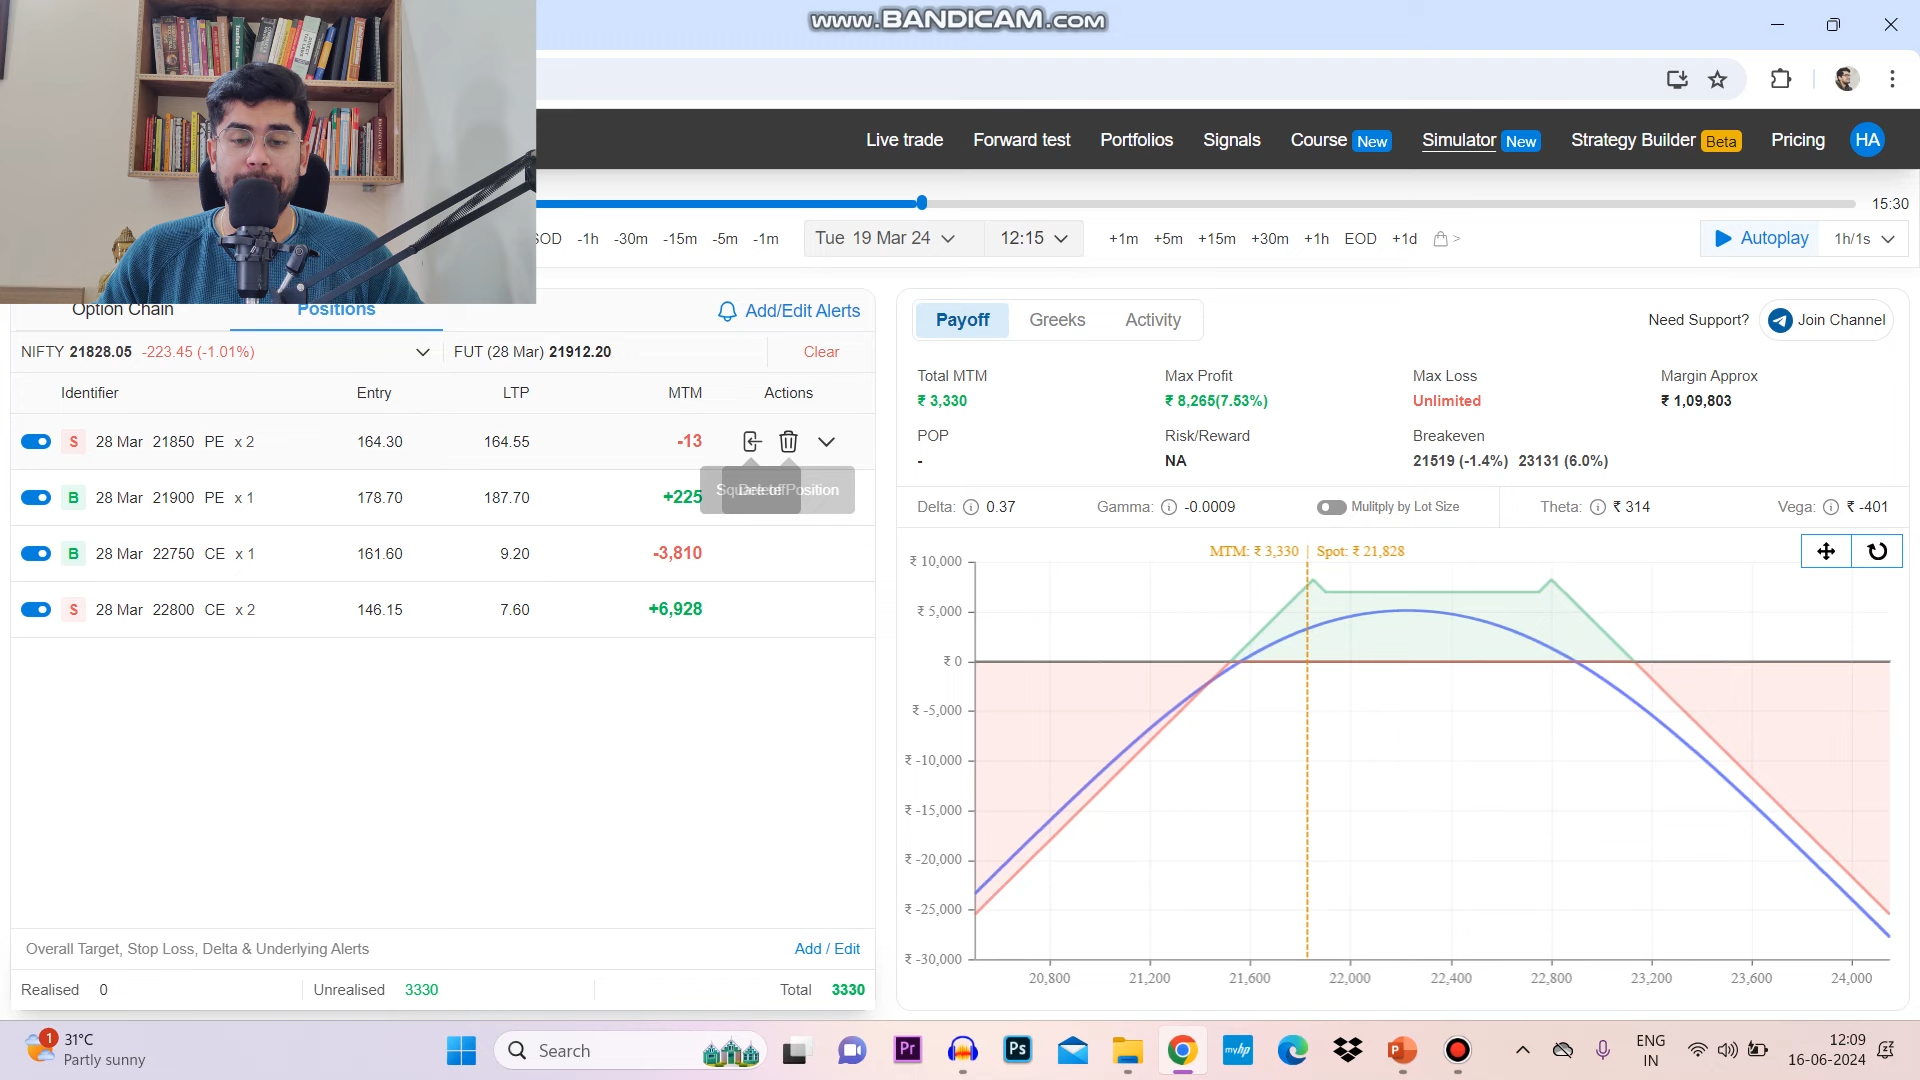 www.BANDICAM.com
Live trade Forward test Portfolios Signals Course New Simulator New Strategy Builder Beta Pricing HA
15:30
SOD -1h -30m -15m -5m -1m Tue 19 Mar 24 12:15 +1m +5m +15m +30m +1h EOD +1d > Autoplay 1h/1s
Option Chain Positions Add/Edit Alerts
NIFTY 21828.05 -223.45 (-1.01%) FUT (28 Mar) 21912.20 Clear
Identifier Entry LTP MTM Actions
S 28 Mar 21850 PE x 2 164.30 164.55 -13
Square off Delete Position
B 28 Mar 21900 PE x 1 178.70 187.70 +225
B 28 Mar 22750 CE x 1 161.60 9.20 -3,810
S 28 Mar 22800 CE x 2 146.15 7.60 +6,928
Overall Target, Stop Loss, Delta & Underlying Alerts Add / Edit
Realised 0 Unrealised 3330 Total 3330
Payoff Greeks Activity Need Support? Join Channel
Total MTM Max Profit Max Loss Margin Approx
₹ 3,330 ₹ 8,265(7.53%) Unlimited ₹ 1,09,803
POP Risk/Reward Breakeven
- NA 21519 (-1.4%) 23131 (6.0%)
Delta: 0.37 Gamma: -0.0009 Mulitply by Lot Size Theta: ₹ 314 Vega: ₹ -401
MTM: ₹ 3,330 | Spot: ₹ 21,828
₹ 10,000
₹ 5,000
₹ 0
₹ -5,000
₹ -10,000
₹ -15,000
₹ -20,000
₹ -25,000
₹ -30,000
20,800 21,200 21,600 22,000 22,400 22,800 23,200 23,600 24,000
1 31°C
Partly sunny
Search
Pr Ps myhp P
ENG
IN
12:09
16-06-2024